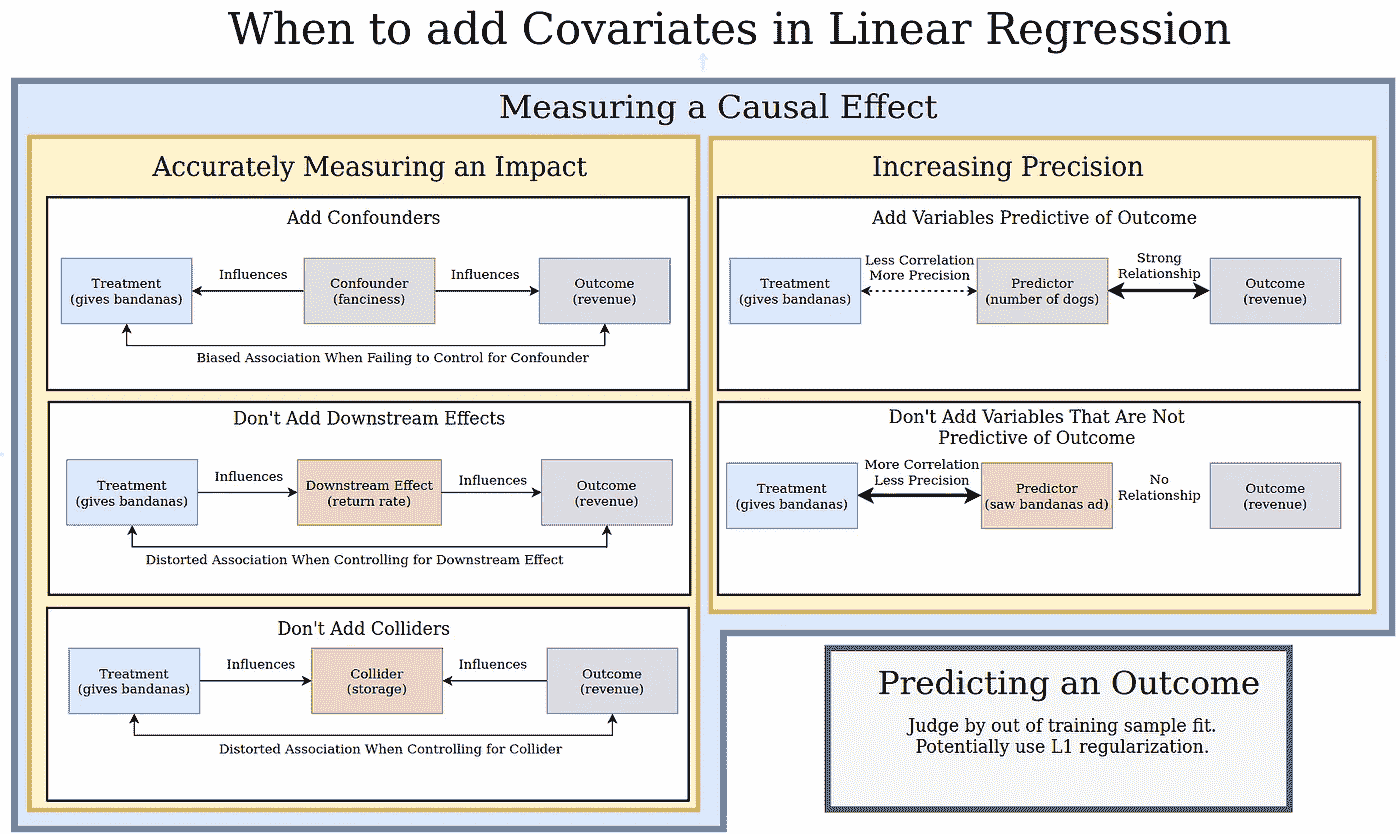 When to add Covariates in Linear Regression
Measuring a Causal Effect
Accurately Measuring an Impact
Add Confounders
Treatment
(gives bandanas)
Influences
Confounder
(fanciness)
Influences
Outcome
(revenue)
Biased Association When Failing to Control for Confounder
Don't Add Downstream Effects
Treatment
(gives bandanas)
Influences
Downstream Effect
(return rate)
Influences
Outcome
(revenue)
Distorted Association When Controlling for Downstream Effect
Don't Add Colliders
Treatment
(gives bandanas)
Influences
Collider
(storage)
Influences
Outcome
(revenue)
Distorted Association When Controlling for Collider
Increasing Precision
Add Variables Predictive of Outcome
Treatment
(gives bandanas)
Less Correlation
More Precision
Predictor
(number of dogs)
Strong
Relationship
Outcome
(revenue)
Don't Add Variables That Are Not
Predictive of Outcome
Treatment
(gives bandanas)
More Correlation
Less Precision
Predictor
(saw bandanas ad)
No
Relationship
Outcome
(revenue)
Predicting an Outcome
Judge by out of training sample fit.
Potentially use L1 regularization.